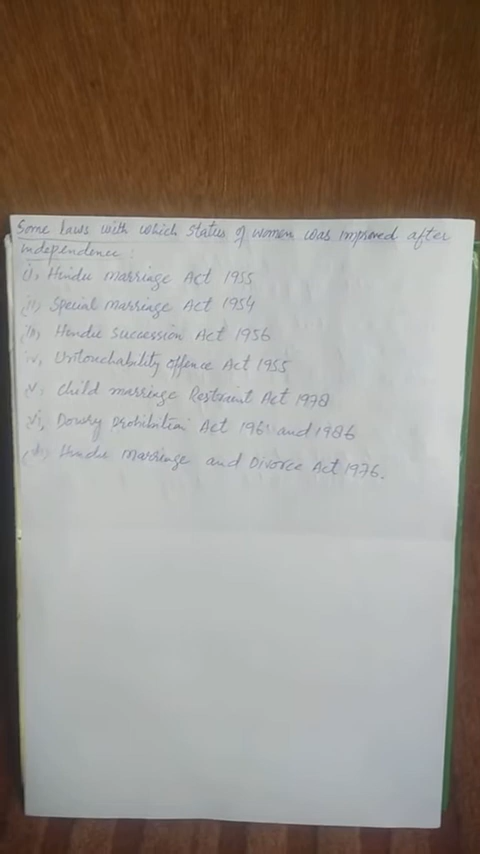 Some laws with which status of women was improved after
independence :
i), Hindu marriage Act 1955
ii) Special marriage Act 1954
iii) Hindu succession Act 1956
iv, Untouchability offence Act 1955
v, Child marriage Restraint Act 1978
vi, Dowry prohibition Act 1961 and 1986
vii) Hindu marriage and Divorce Act 1976.